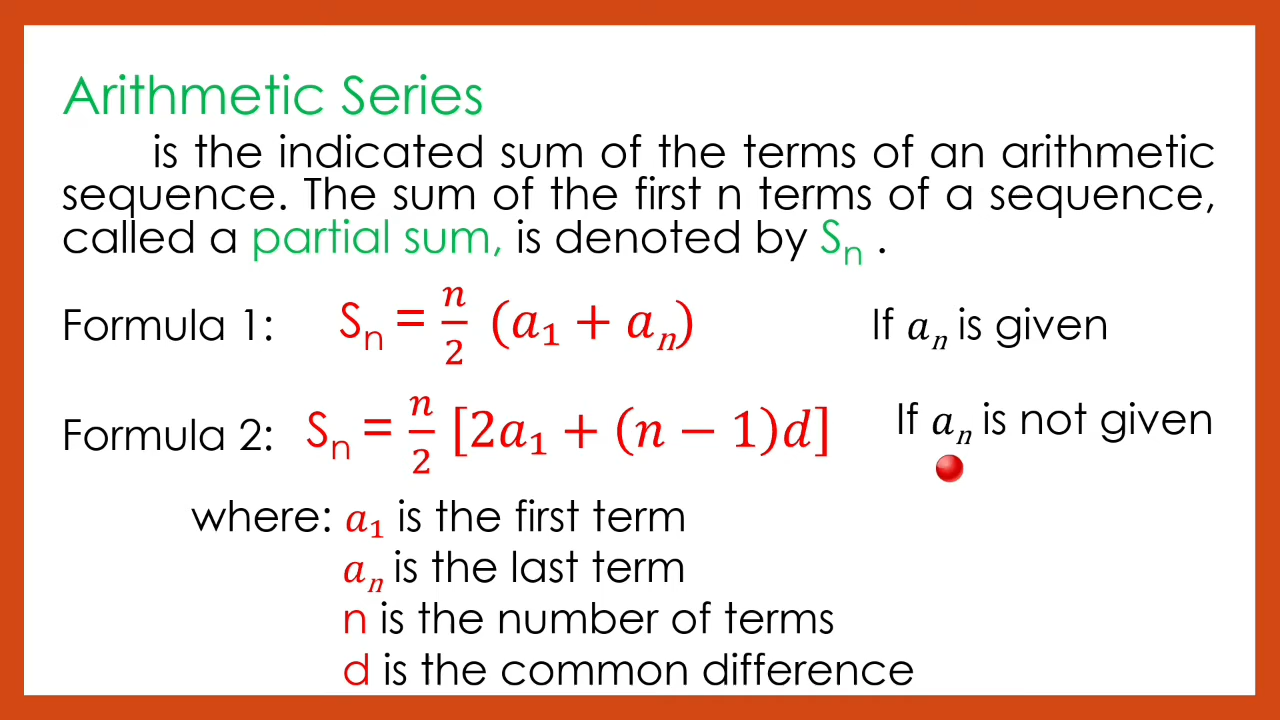 Arithmetic Series
is the indicated sum of the terms of an arithmetic
sequence. The sum of the first n terms of a sequence,
called a partial sum, is denoted by Sₙ .
Formula 1: Sₙ = n/2 (a₁ + aₙ) If aₙ is given
Formula 2: Sₙ = n/2 [2a₁ + (n − 1)d] If aₙ is not given
where: a₁ is the first term
aₙ is the last term
n is the number of terms
d is the common difference